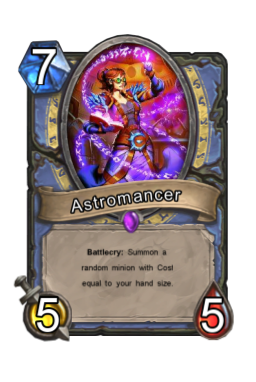 7
Astromancer
Battlecry: Summon a
random minion with Cost
equal to your hand size.
5 5